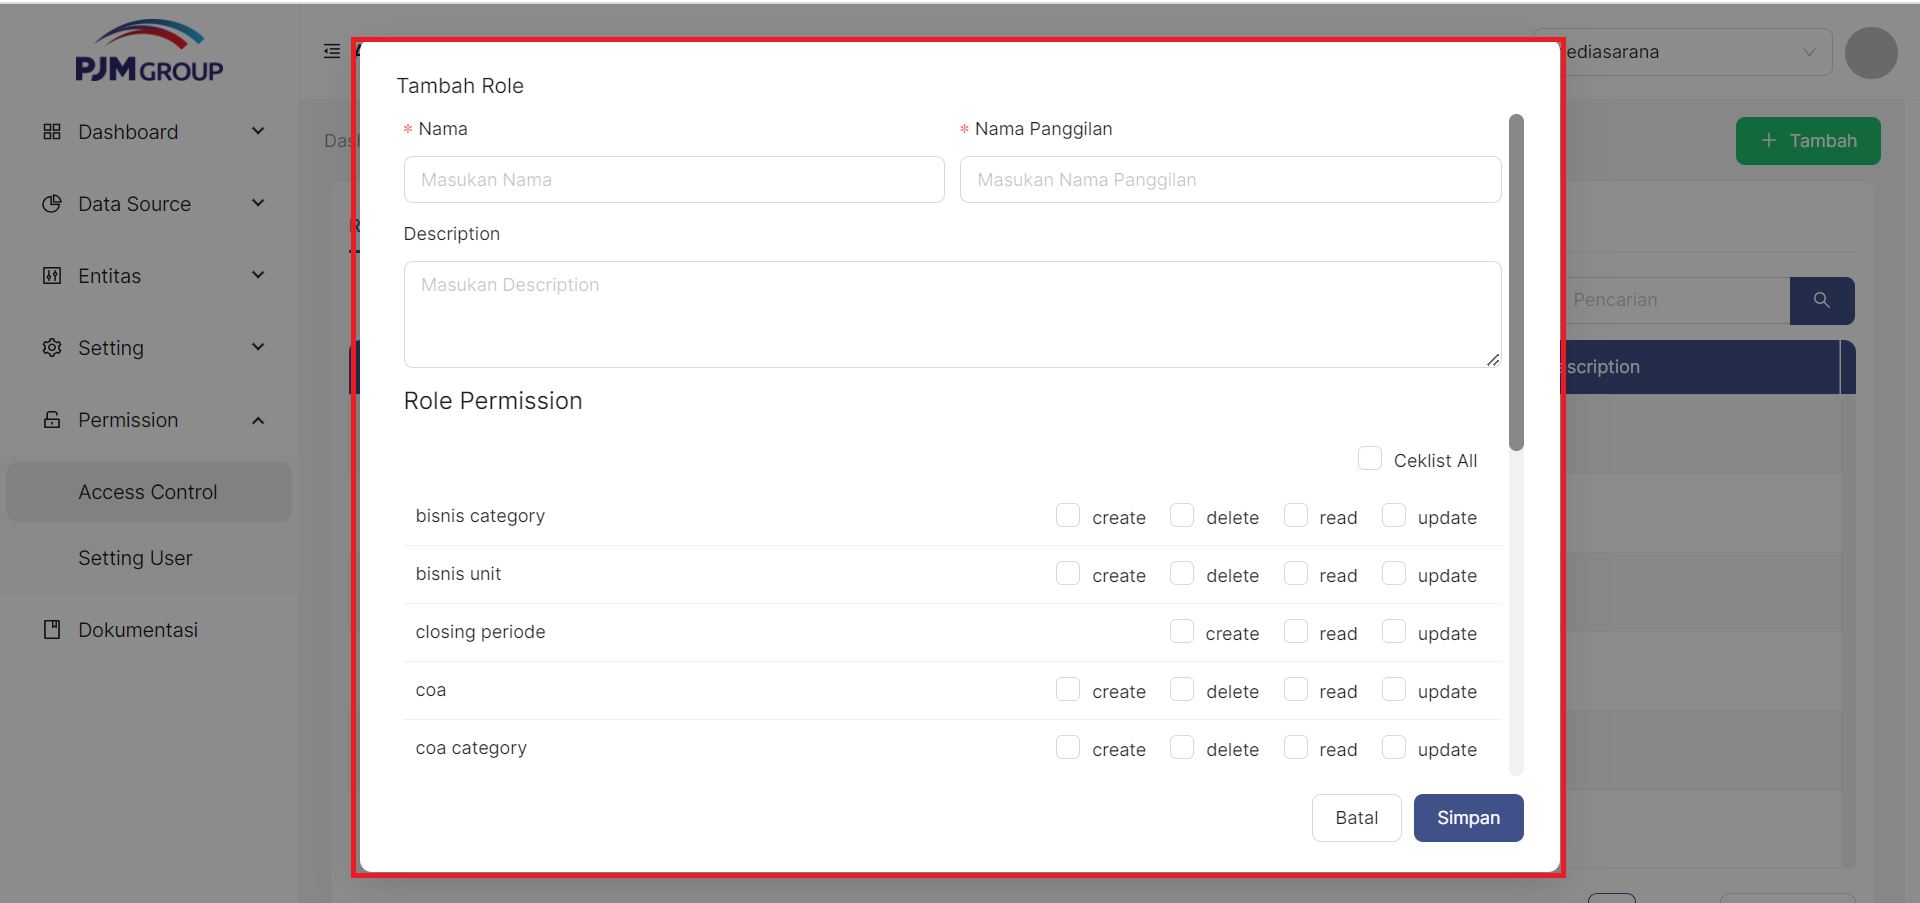 PJM GROUP
Dashboard
Data Source
Entitas
Setting
Permission
Access Control
Setting User
Dokumentasi
ediasarana
+ Tambah
Pencarian
scription
Tambah Role
* Nama
* Nama Panggilan
Masukan Nama
Masukan Nama Panggilan
Description
Masukan Description
Role Permission
Ceklist All
bisnis category create delete read update
bisnis unit create delete read update
closing periode create read update
coa create delete read update
coa category create delete read update
Batal Simpan